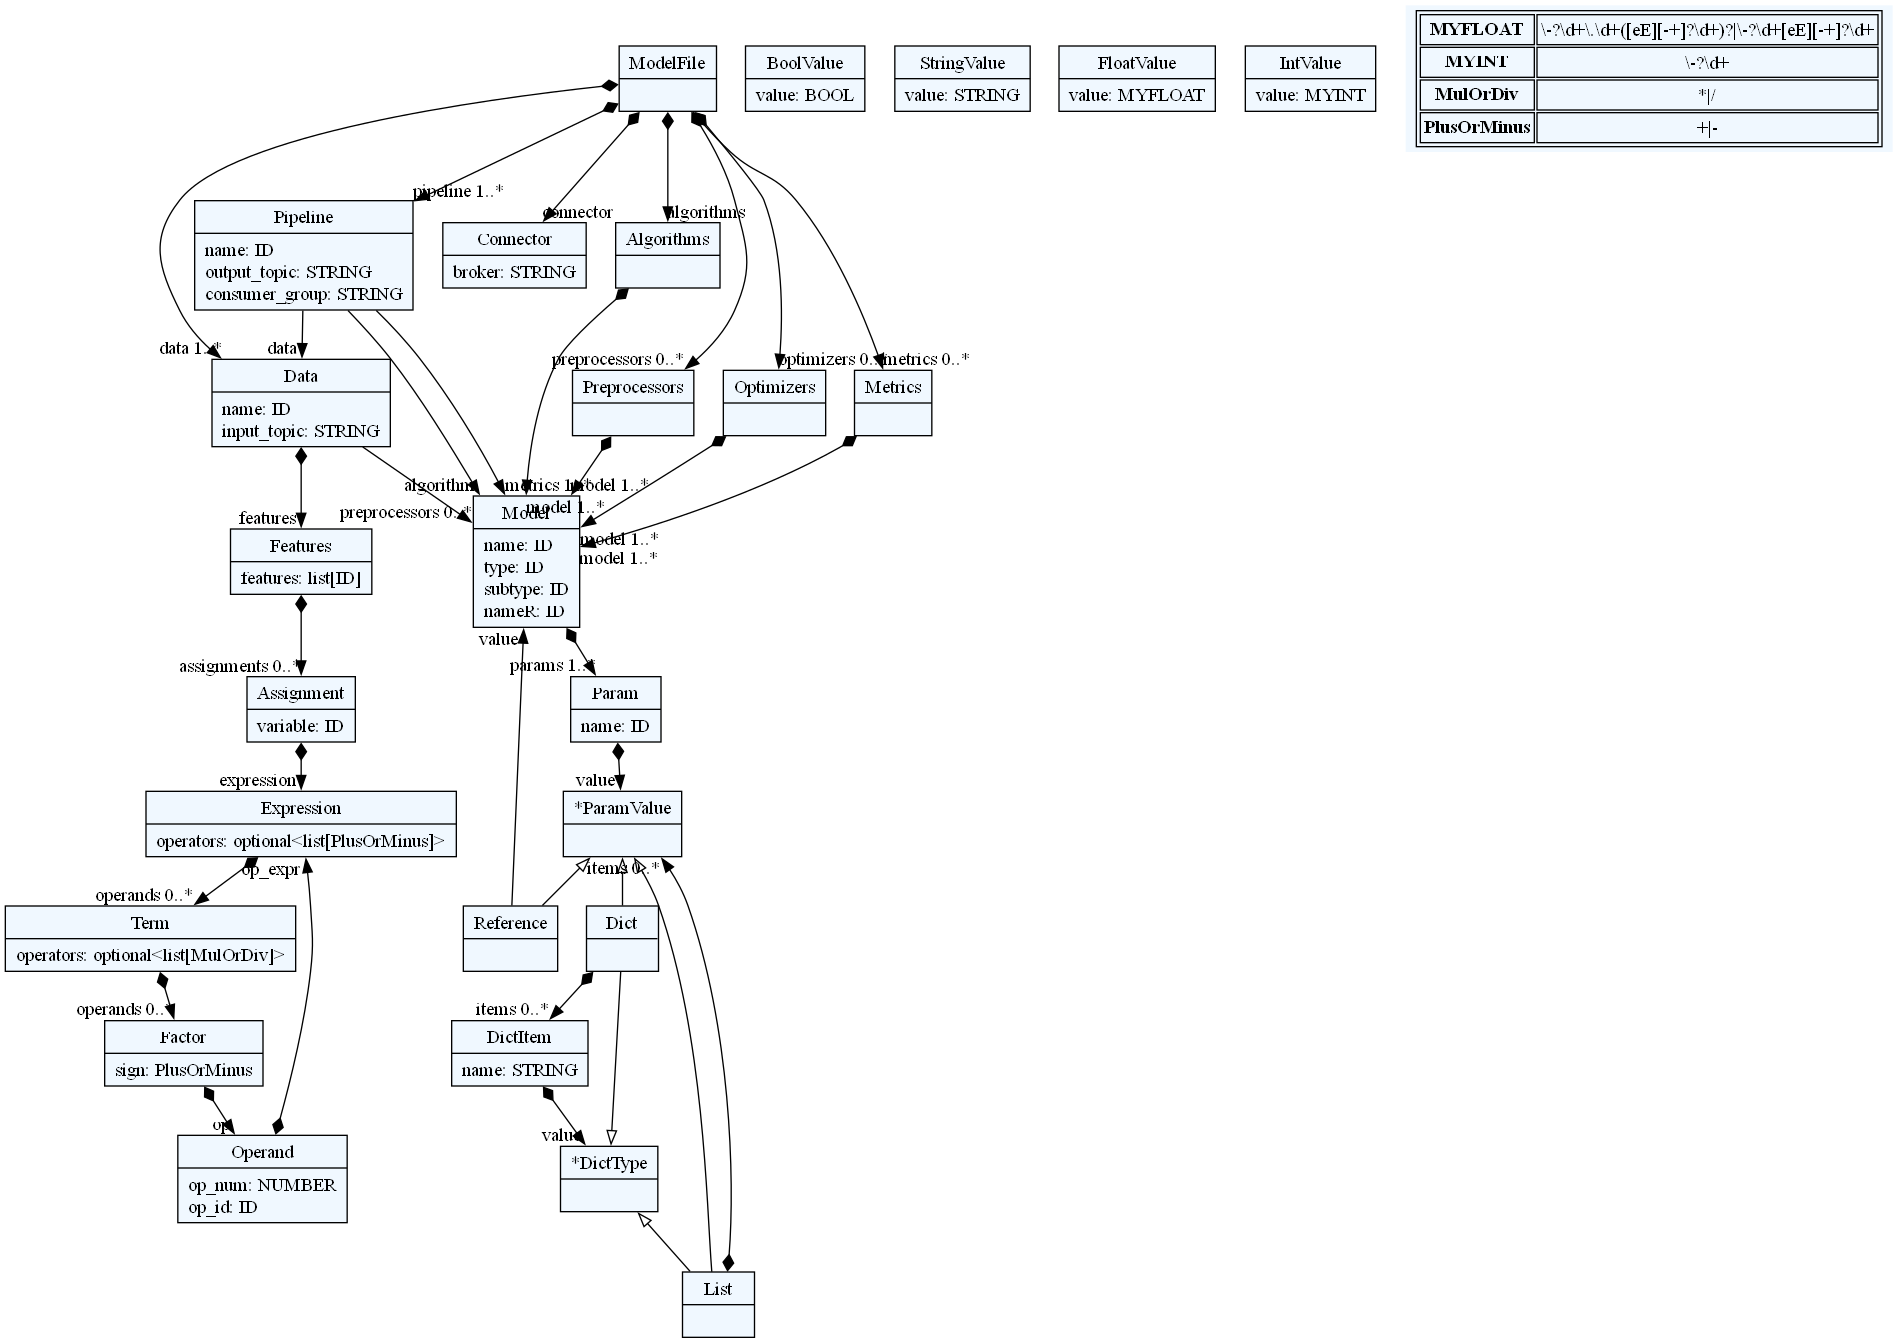 ModelFile
BoolValue
value: BOOL
StringValue
value: STRING
FloatValue
value: MYFLOAT
IntValue
value: MYINT
MYFLOAT \-?\d+\.\d+([eE][-+]?\d+)?|\-?\d+[eE][-+]?\d+
MYINT \-?\d+
MulOrDiv *|/
PlusOrMinus +|-
pipeline 1..*
connector
algorithms
Pipeline
name: ID
output_topic: STRING
consumer_group: STRING
Connector
broker: STRING
Algorithms
data 1..*
data
preprocessors 0..*
optimizers 0..
metrics 0..*
Data
name: ID
input_topic: STRING
Preprocessors
Optimizers
Metrics
algorithm
metrics 1..*
model 1..*
model 1..*
preprocessors 0..*
model 1..*
model 1..*
Model
name: ID
type: ID
subtype: ID
nameR: ID
features
Features
features: list[ID]
value
params 1..*
assignments 0..*
Assignment
variable: ID
Param
name: ID
expression
value
Expression
operators: optional<list[PlusOrMinus]>
*ParamValue
op_expr
items 0..*
operands 0..*
Term
operators: optional<list[MulOrDiv]>
Reference
Dict
operands 0..*
items 0..*
Factor
sign: PlusOrMinus
DictItem
name: STRING
op
value
Operand
op_num: NUMBER
op_id: ID
*DictType
List